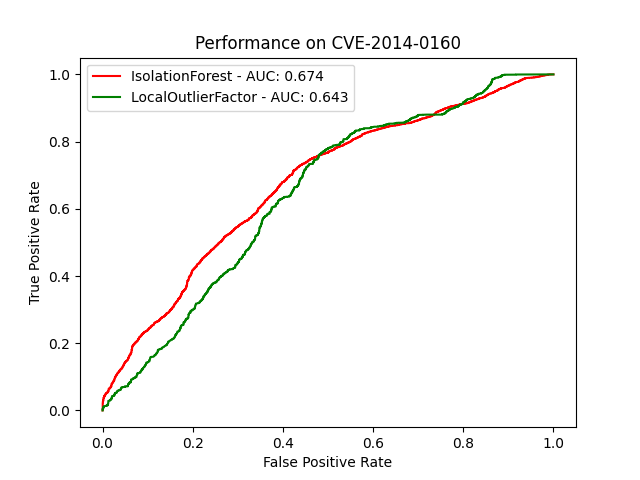 Performance on CVE-2014-0160
IsolationForest - AUC: 0.674
LocalOutlierFactor - AUC: 0.643
True Positive Rate
1.0
0.8
0.6
0.4
0.2
0.0
0.0 0.2 0.4 0.6 0.8 1.0
False Positive Rate